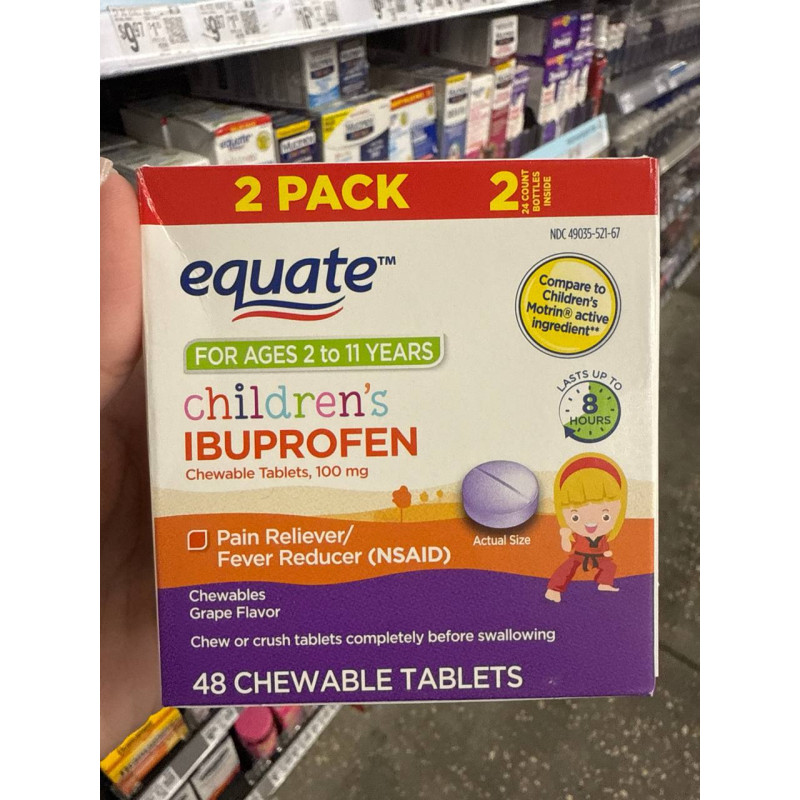 2 PACK
2
24 COUNT
BOTTLES
INSIDE
NDC 49035-521-67
equate™
Compare to
Children's
Motrin® active
ingredient**
FOR AGES 2 to 11 YEARS
children's
IBUPROFEN
Chewable Tablets, 100 mg
LASTS UP TO
8
HOURS
Pain Reliever/
Fever Reducer (NSAID)
Actual Size
Chewables
Grape Flavor
Chew or crush tablets completely before swallowing
48 CHEWABLE TABLETS
equate